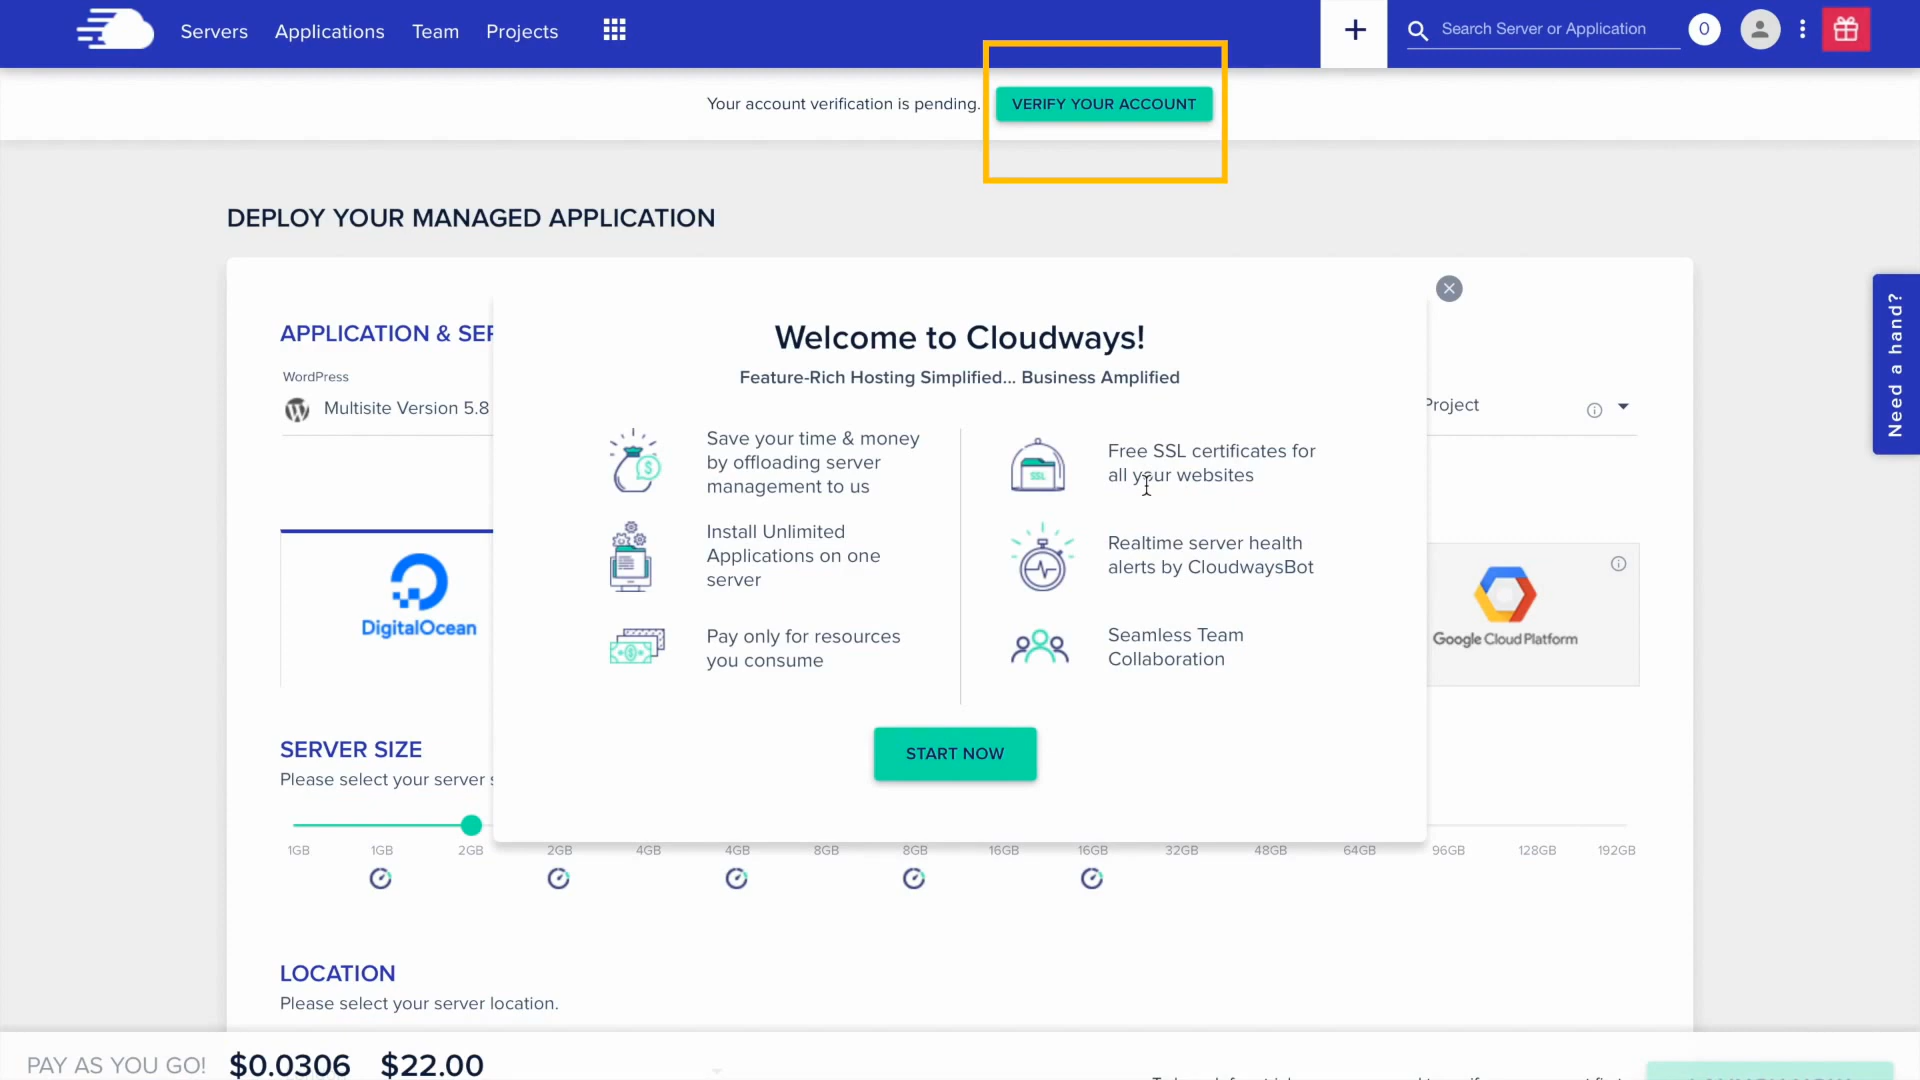 Servers Applications Team Projects
Search Server or Application
0
Your account verification is pending. VERIFY YOUR ACCOUNT
DEPLOY YOUR MANAGED APPLICATION
Need a hand?
APPLICATION & SER
WordPress
Multisite Version 5.8
Project
Welcome to Cloudways!
Feature-Rich Hosting Simplified... Business Amplified
Save your time & money
by offloading server
management to us
Install Unlimited
Applications on one
server
Pay only for resources
you consume
Free SSL certificates for
all your websites
SSL
Realtime server health
alerts by CloudwaysBot
Seamless Team
Collaboration
START NOW
DigitalOcean
Google Cloud Platform
SERVER SIZE
Please select your server
1GB 1GB 2GB 2GB 4GB 4GB 8GB 8GB 16GB 16GB 32GB 48GB 64GB 96GB 128GB 192GB
LOCATION
Please select your server location.
PAY AS YOU GO! $0.0306 $22.00